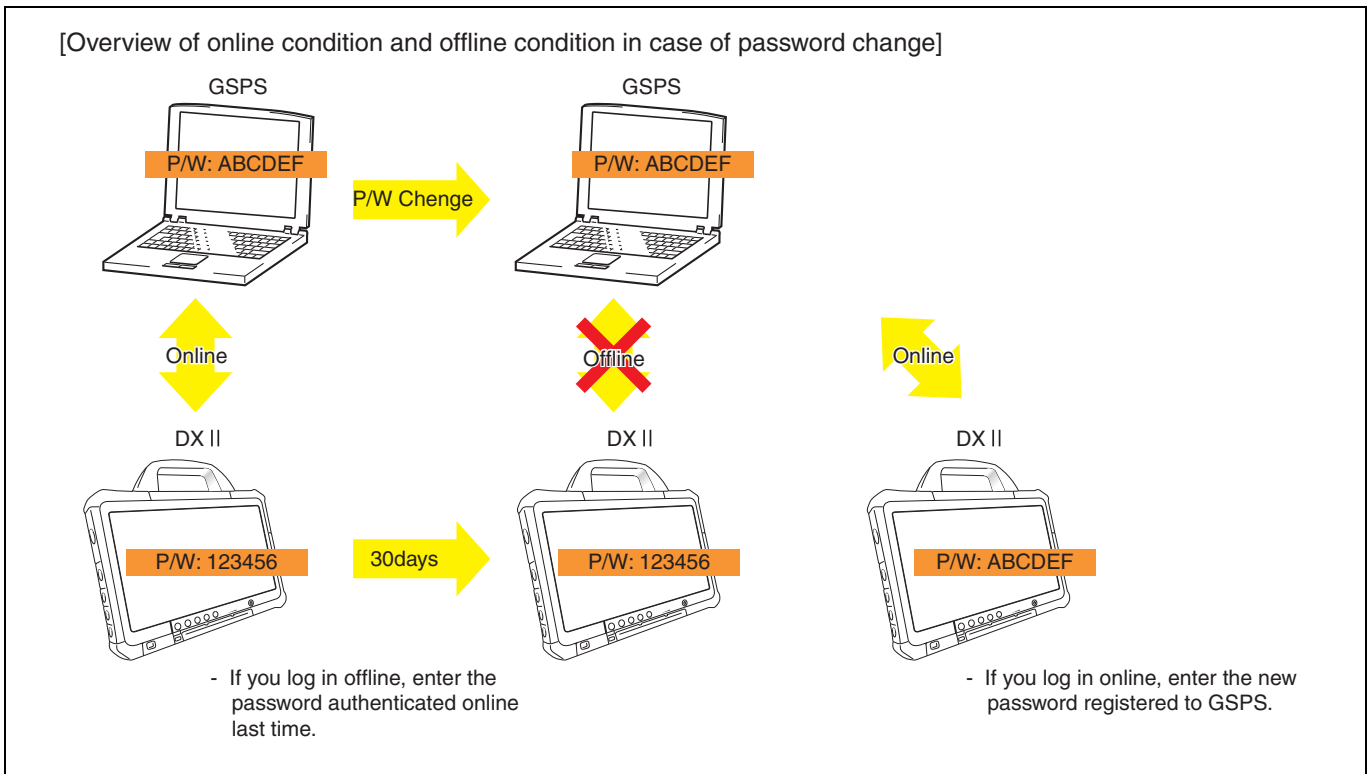 [Overview of online condition and offline condition in case of password change]
GSPS
GSPS
P/W: ABCDEF
P/W Chenge
P/W: ABCDEF
Online
Offline
Online
DX II
DX II
DX II
P/W: 123456
30days
P/W: 123456
P/W: ABCDEF
- If you log in offline, enter the
password authenticated online
last time.
- If you log in online, enter the new
password registered to GSPS.